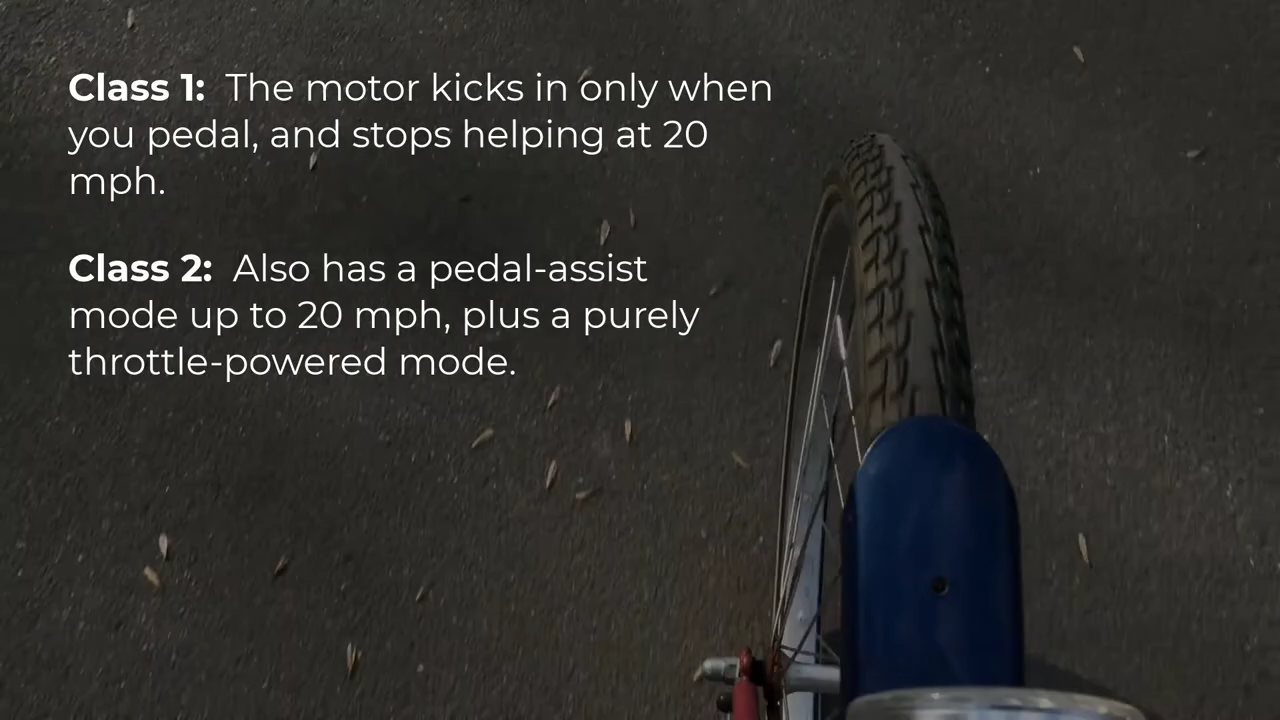 Class 1: The motor kicks in only when
you pedal, and stops helping at 20
mph.
Class 2: Also has a pedal-assist
mode up to 20 mph, plus a purely
throttle-powered mode.